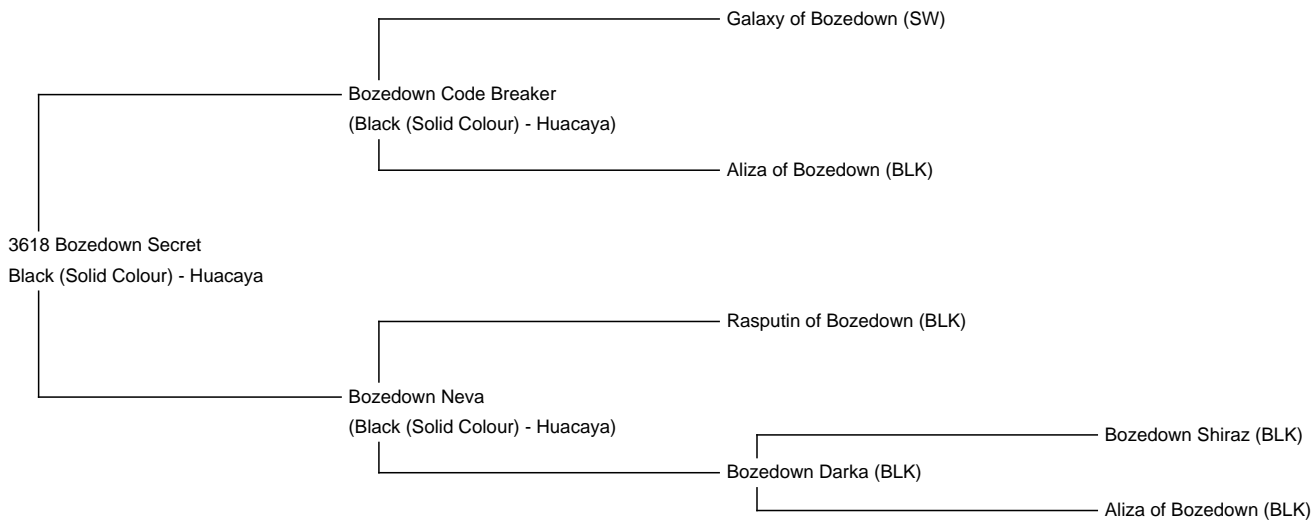 Galaxy of Bozedown (SW)
Bozedown Code Breaker
(Black (Solid Colour) - Huacaya)
Aliza of Bozedown (BLK)
3618 Bozedown Secret
Black (Solid Colour) - Huacaya
Rasputin of Bozedown (BLK)
Bozedown Neva
(Black (Solid Colour) - Huacaya)
Bozedown Shiraz (BLK)
Bozedown Darka (BLK)
Aliza of Bozedown (BLK)